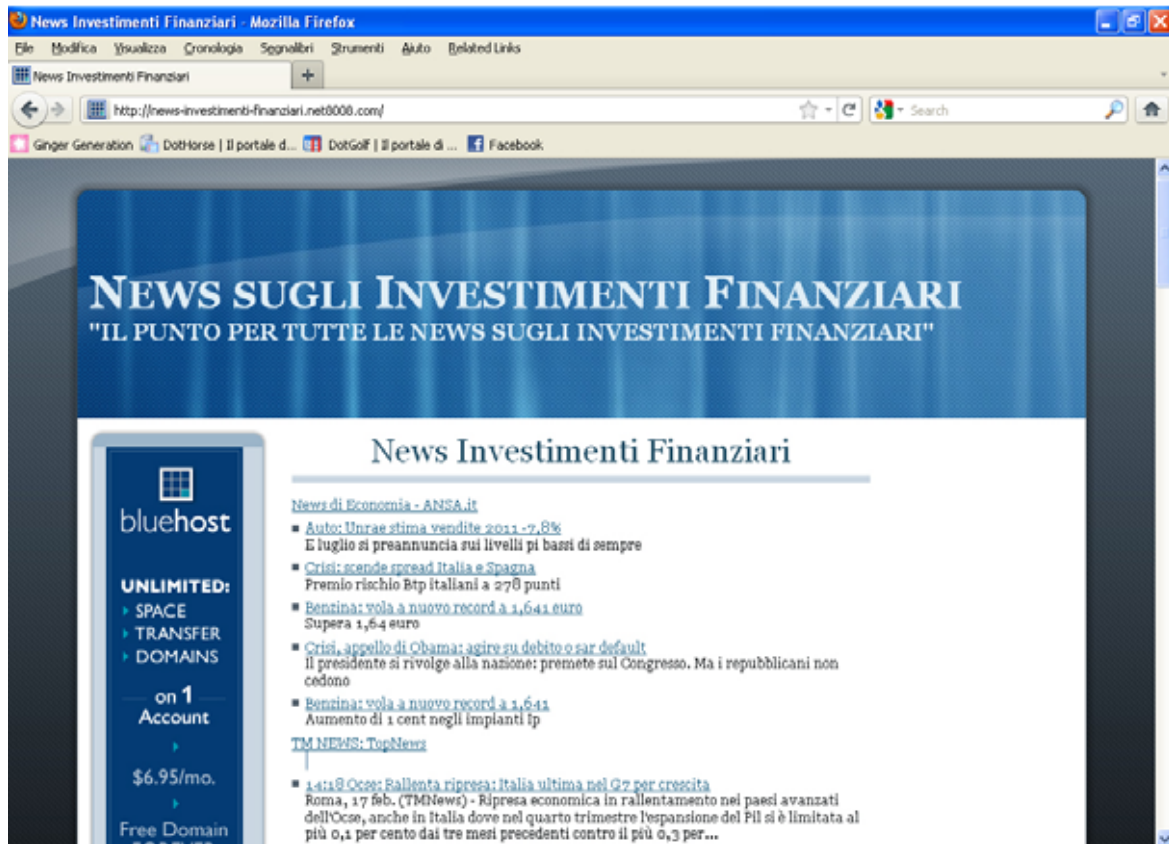 News Investimenti Finanziari - Mozilla Firefox
File Modifica Visualizza Cronologia Segnalibri Strumenti Aiuto Related Links
News Investimenti Finanziari
http://news-investimenti-finanziari.net8008.com/
Search
Ginger Generation DotHorse | Il portale d... DotGolf | Il portale di ... Facebook
News sugli Investimenti Finanziari
"il punto per tutte le news sugli investimenti finanziari"
bluehost
UNLIMITED:
SPACE
TRANSFER
DOMAINS
on 1
Account
$6.95/mo.
Free Domain
News Investimenti Finanziari
News di Economia - ANSA.it
Auto: Unrae stima vendite 2011 -7,8%
E luglio si preannuncia sui livelli pi bassi di sempre
Crisi: scende spread Italia e Spagna
Premio rischio Btp italiani a 278 punti
Benzina: vola a nuovo record a 1,641 euro
Supera 1,64 euro
Crisi, appello di Obama: agire su debito o sar default
Il presidente si rivolge alla nazione: premete sul Congresso. Ma i repubblicani non
cedono
Benzina: vola a nuovo record a 1,641
Aumento di 1 cent negli impianti Ip
TM NEWS: TopNews
14:18 Ocse: Rallenta ripresa: Italia ultima nel G7 per crescita
Roma, 17 feb. (TMNews) - Ripresa economica in rallentamento nei paesi avanzati
dell'Ocse, anche in Italia dove nel quarto trimestre l'espansione del Pil si è limitata al
più 0,1 per cento dai tre mesi precedenti contro il più 0,3 per...